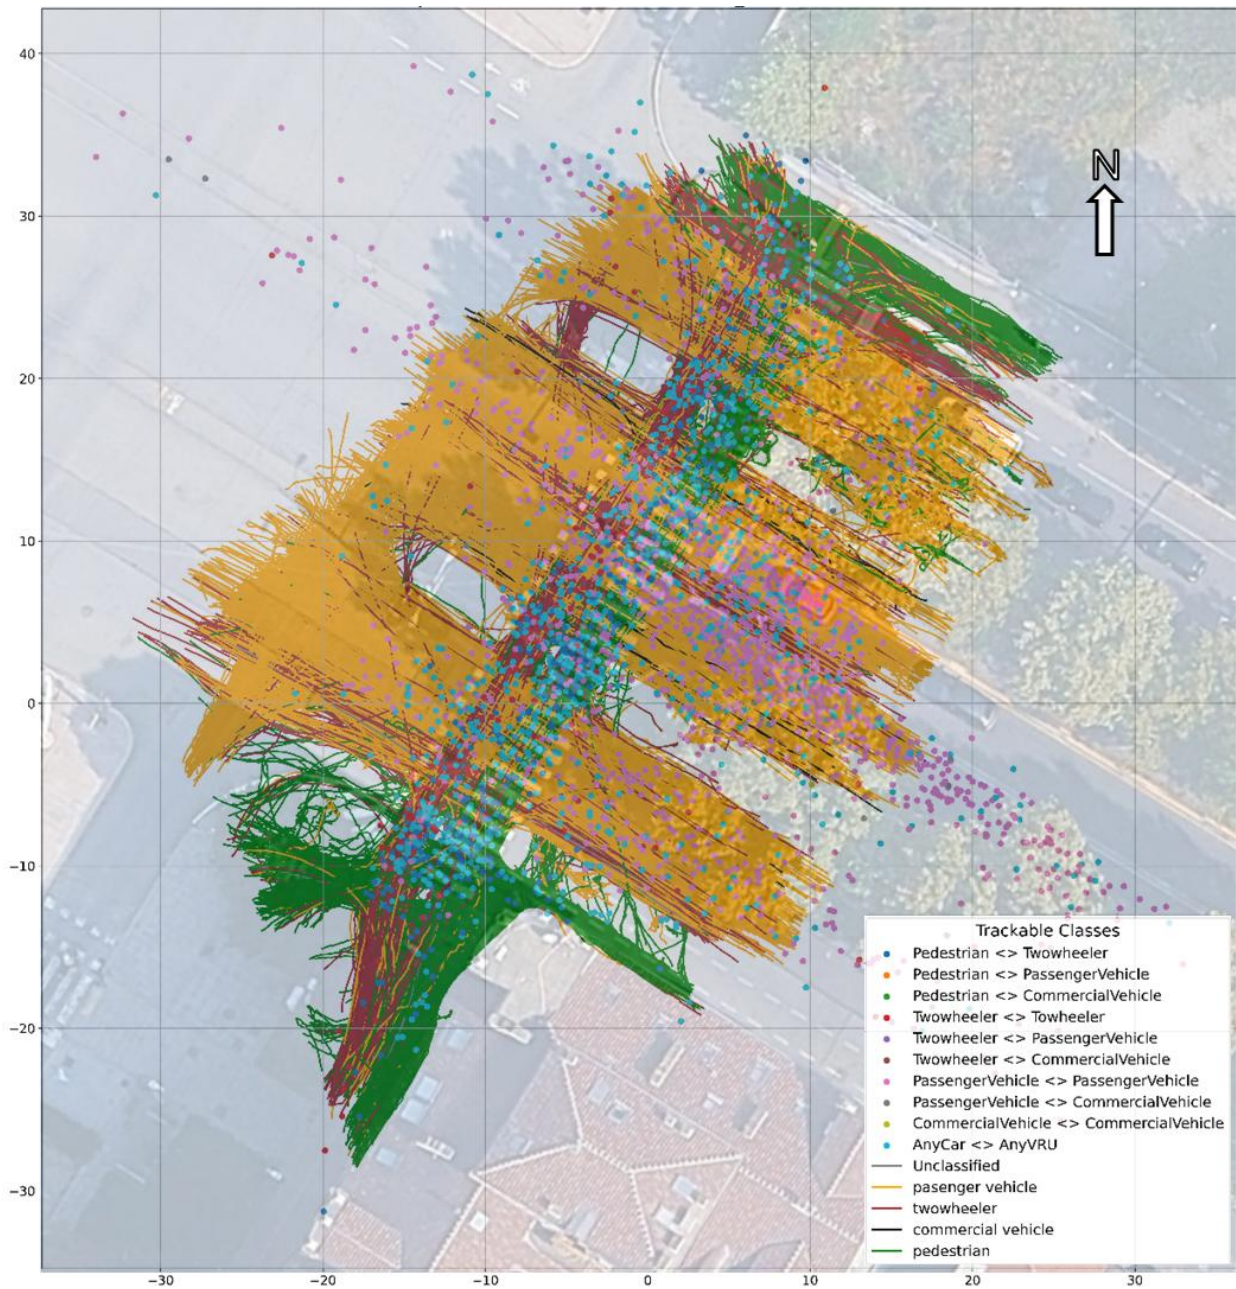 40
30
20
10
0
−10
−20
−30
N
Trackable Classes
Pedestrian <> Twowheeler
Pedestrian <> PassengerVehicle
Pedestrian <> CommercialVehicle
Twowheeler <> Towheeler
Twowheeler <> PassengerVehicle
Twowheeler <> CommercialVehicle
PassengerVehicle <> PassengerVehicle
PassengerVehicle <> CommercialVehicle
CommercialVehicle <> CommercialVehicle
AnyCar <> AnyVRU
Unclassified
pasenger vehicle
twowheeler
commercial vehicle
pedestrian
−30 −20 −10 0 10 20 30